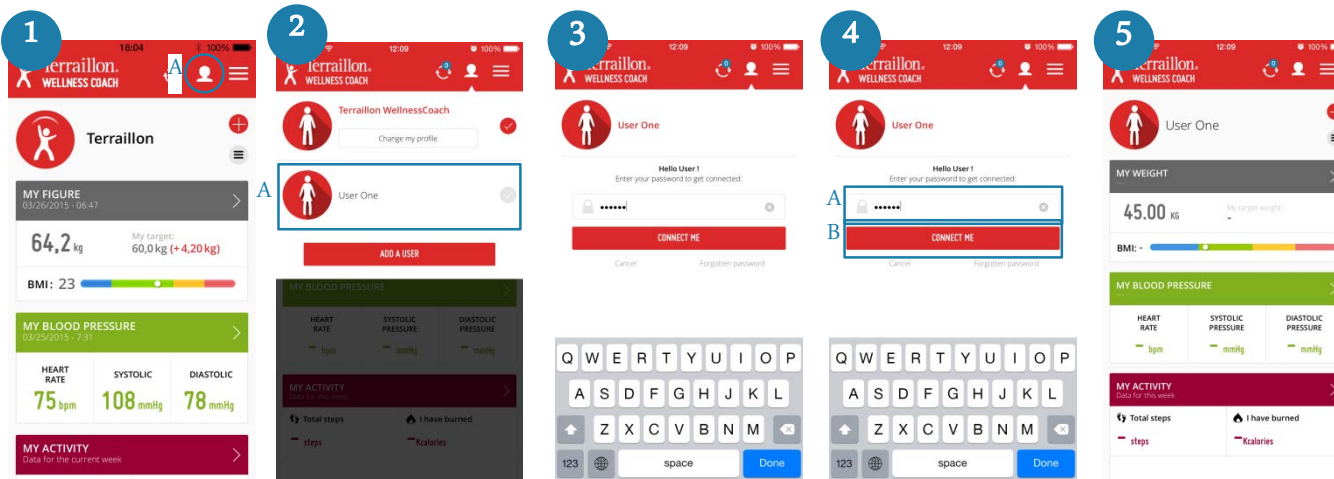 1
16:04
100%
Terraillon.
WELLNESS COACH
A
Terraillon
MY FIGURE
03/26/2015 - 06:47
64,2 kg
My target:
60,0 kg (+4,20 kg)
BMI: 23
MY BLOOD PRESSURE
03/25/2015 - 7:31
HEART RATE
SYSTOLIC
DIASTOLIC
75 bpm
108 mmHg
78 mmHg
MY ACTIVITY
Data for the current week
2
12:09
100%
Terraillon.
WELLNESS COACH
0
Terraillon WellnessCoach
Change my profile
A
User One
ADD A USER
MY BLOOD PRESSURE
HEART RATE
SYSTOLIC PRESSURE
DIASTOLIC PRESSURE
- bpm
- mmHg
- mmHg
MY ACTIVITY
Data for this week
Total steps
I have burned
- steps
- Kcalories
3
12:09
100%
Terraillon.
WELLNESS COACH
0
User One
Hello User !
Enter your password to get connected:
••••••
CONNECT ME
Cancel
Forgotten password
Q W E R T Y U I O P
A S D F G H J K L
Z X C V B N M
123
space
Done
4
12:09
100%
Terraillon.
WELLNESS COACH
0
User One
Hello User !
Enter your password to get connected:
A
••••••
B
CONNECT ME
Cancel
Forgotten password
Q W E R T Y U I O P
A S D F G H J K L
Z X C V B N M
123
space
Done
5
12:09
100%
Terraillon.
WELLNESS COACH
0
User One
MY WEIGHT
45.00 KG
My target weight:
-
BMI: -
MY BLOOD PRESSURE
HEART RATE
SYSTOLIC PRESSURE
DIASTOLIC PRESSURE
- bpm
- mmHg
- mmHg
MY ACTIVITY
Data for this week
Total steps
I have burned
- steps
- Kcalories